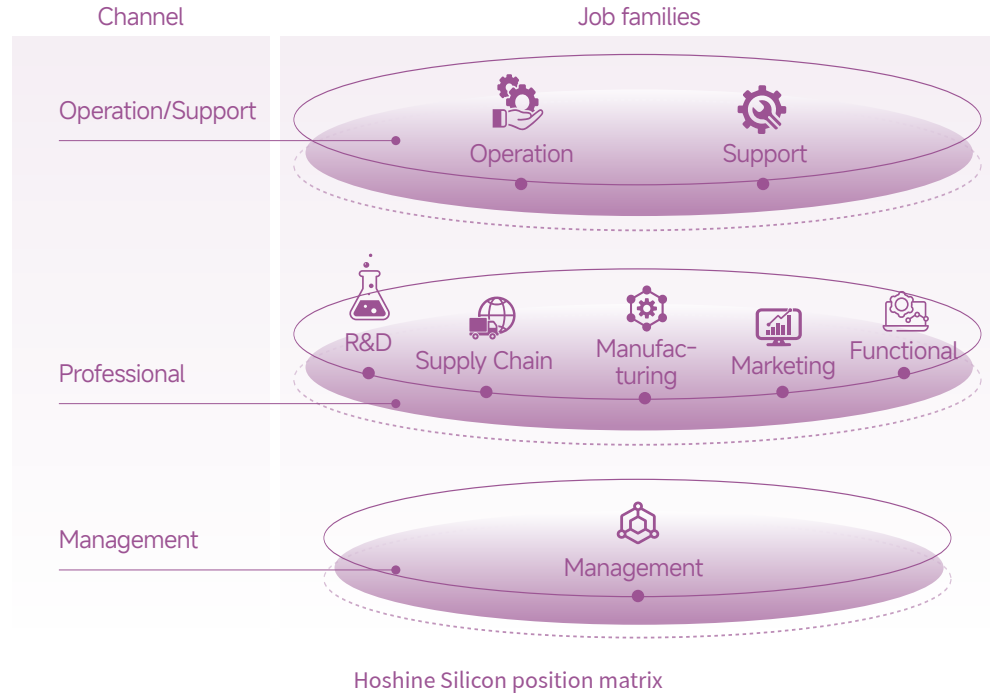 Channel
Job families
Operation/Support
Operation
Support
Professional
R&D
Supply Chain
Manufac-
turing
Marketing
Functional
Management
Management
Hoshine Silicon position matrix